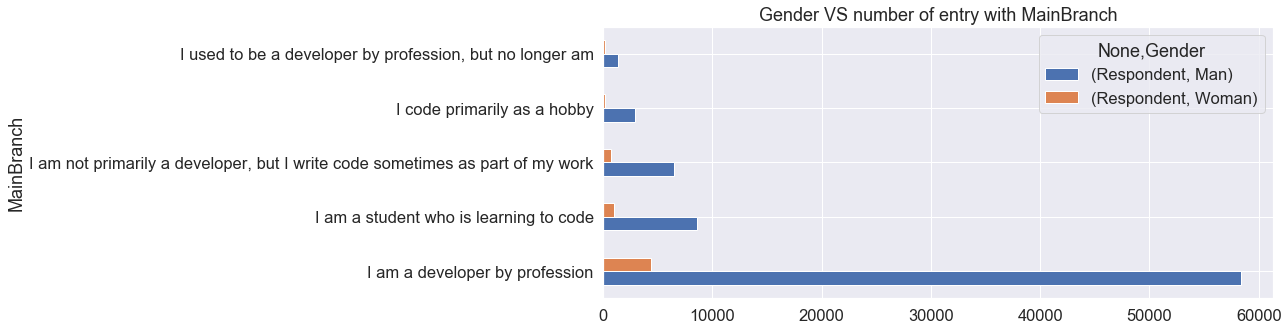 Gender VS number of entry with MainBranch
None,Gender
(Respondent, Man)
(Respondent, Woman)
MainBranch
I used to be a developer by profession, but no longer am
I code primarily as a hobby
I am not primarily a developer, but I write code sometimes as part of my work
I am a student who is learning to code
I am a developer by profession
0 10000 20000 30000 40000 50000 60000